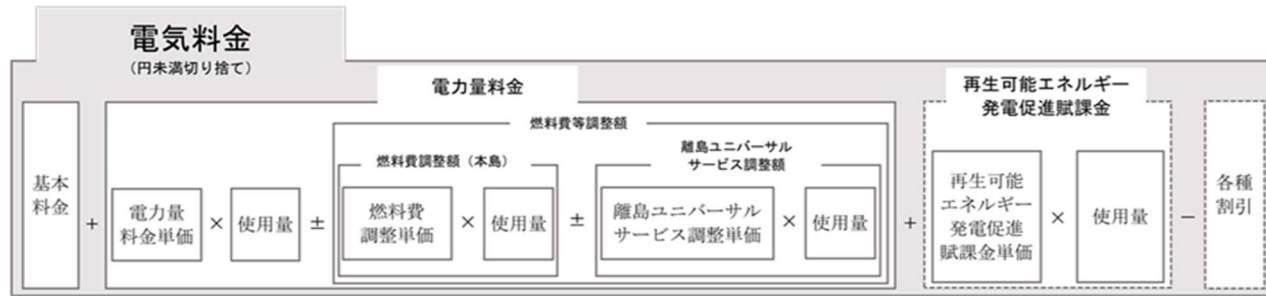 電気料金
(円未満切り捨て)
電力量料金
再生可能エネルギー
発電促進賦課金
燃料費等調整額
燃料費調整額（本島）
離島ユニバーサル
サービス調整額
基本
料金
+
電力量
料金単価
×
使用量
±
燃料費
調整単価
×
使用量
±
離島ユニバーサル
サービス調整単価
×
使用量
+
再生可能
エネルギー
発電促進
賦課金単価
×
使用量
−
各種
割引